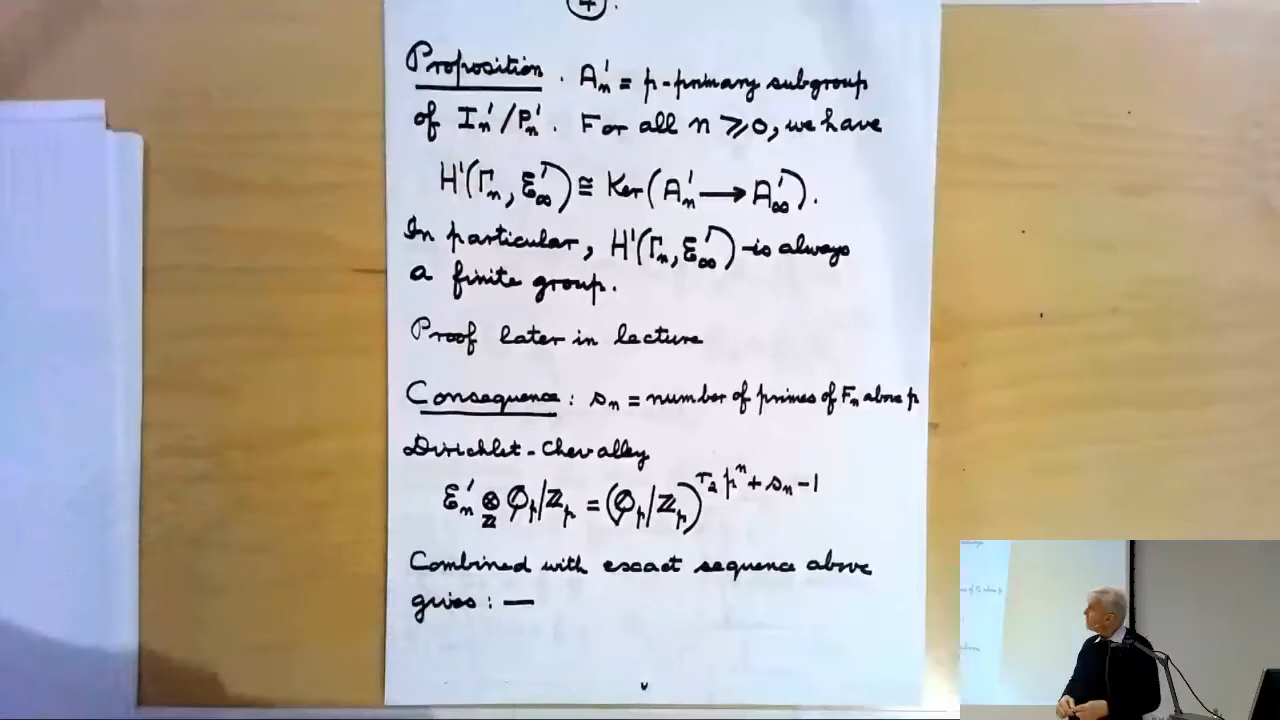 4.
Proposition. A'ₙ = p-primary subgroup
of I'ₙ/P'ₙ. For all n ⩾ 0, we have
H'(Γₙ, Ɛ'∞) ≅ Ker(A'ₙ ⟶ A'∞).
In particular, H'(Γₙ, Ɛ'∞) is always
a finite group.
Proof later in lecture
Consequence: sₙ = number of primes of Fₙ above p
Dirichlet-Chevalley
Ɛ'ₙ ⊗_ℤ ℚₚ/ℤₚ = (ℚₚ/ℤₚ)^{r₂pⁿ + sₙ - 1}
Combined with exact sequence above
gives: —